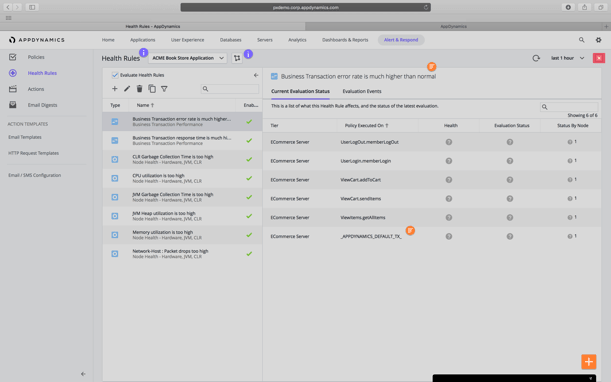 pedemo.corp.appdynamics.com
Health Rules - AppDynamics
AppDynamics
APPDYNAMICS
Home
Applications
User Experience
Databases
Servers
Analytics
Dashboards & Reports
Alert & Respond
Policies
Health Rules
Actions
Email Digests
ACTION TEMPLATES
Email Templates
HTTP Request Templates
Email / SMS Configuration
Health Rules
ACME Book Store Application
last 1 hour
Evaluate Health Rules
Type
Name ↑
Enab...
Business Transaction error rate is much higher...
Business Transaction Performance
Business Transaction response time is much hi...
Business Transaction Performance
CLR Garbage Collection Time is too high
Node Health - Hardware, JVM, CLR
CPU utilization is too high
Node Health - Hardware, JVM, CLR
JVM Garbage Collection Time is too high
Node Health - Hardware, JVM, CLR
JVM Heap utilization is too high
Node Health - Hardware, JVM, CLR
Memory utilization is too high
Node Health - Hardware, JVM, CLR
Network-Host : Packet drops too high
Node Health - Hardware, JVM, CLR
Business Transaction error rate is much higher than normal
Current Evaluation Status
Evaluation Events
This is a list of what this Health Rule affects, and the status of the latest evaluation.
Showing 6 of 6
Tier
Policy Executed On ↑
Health
Evaluation Status
Status By Node
ECommerce Server
UserLogOut.memberLogOut
1
ECommerce Server
UserLogin.memberLogin
1
ECommerce Server
ViewCart.addToCart
1
ECommerce Server
ViewCart.sendItems
1
ECommerce Server
ViewItems.getAllItems
1
ECommerce Server
_APPDYNAMICS_DEFAULT_TX_
1